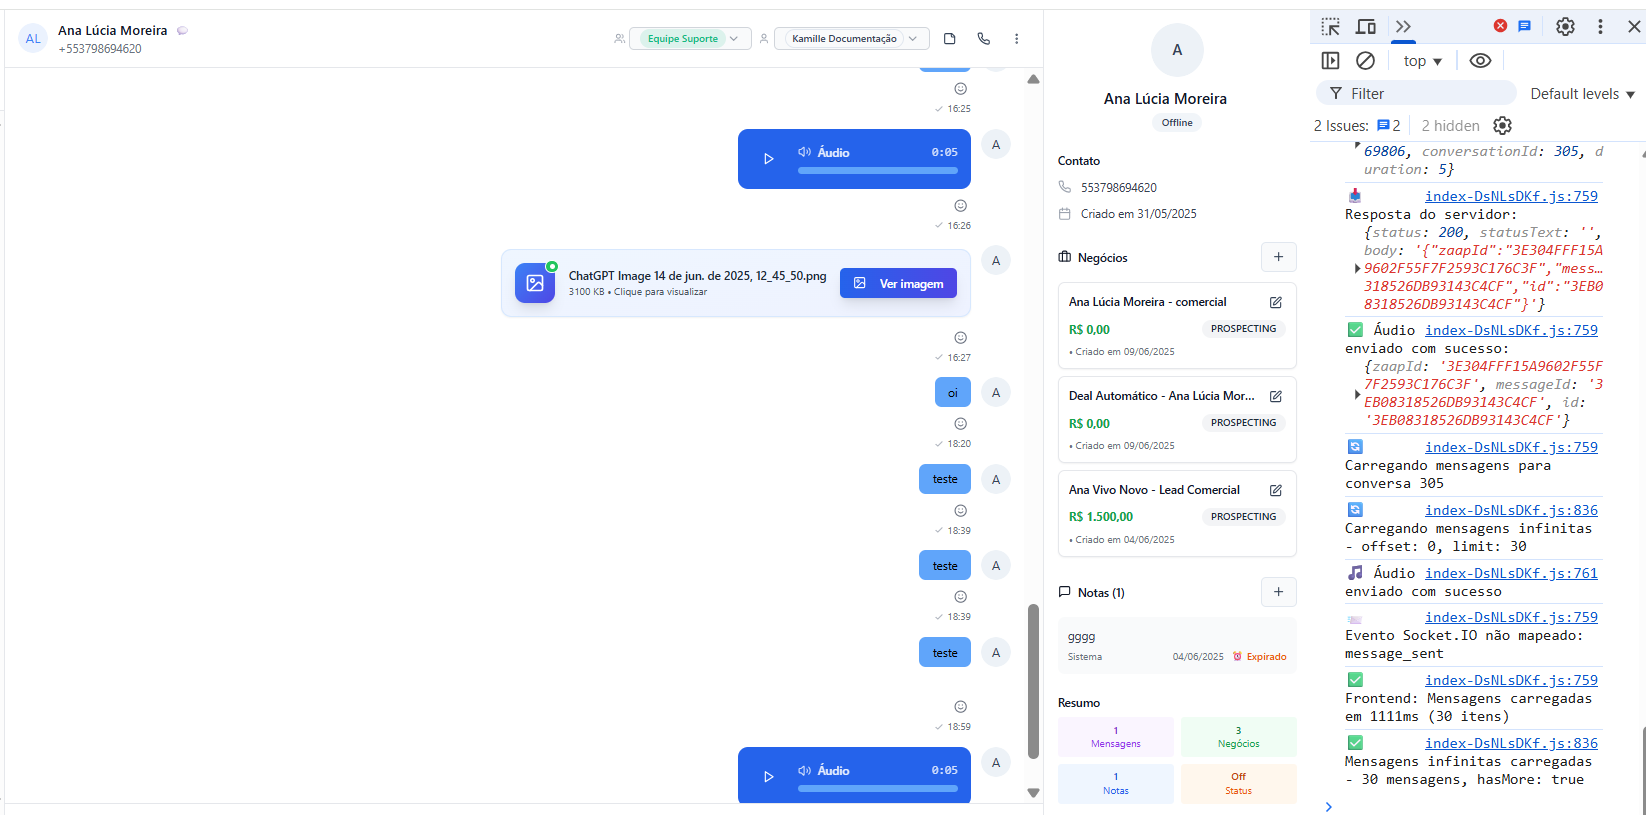 AL
Ana Lúcia Moreira
+553798694620
Equipe Suporte
Kamille Documentação
16:25
Áudio 0:05
A
16:26
ChatGPT Image 14 de jun. de 2025, 12_45_50.png
3100 KB • Clique para visualizar
Ver imagem
A
16:27
oi
A
18:20
teste
A
18:39
teste
A
18:39
teste
A
18:59
Áudio 0:05
A
A
Ana Lúcia Moreira
Offline
Contato
553798694620
Criado em 31/05/2025
Negócios
+
Ana Lúcia Moreira - comercial
R$ 0,00 PROSPECTING
• Criado em 09/06/2025
Deal Automático - Ana Lúcia Mor...
R$ 0,00 PROSPECTING
• Criado em 09/06/2025
Ana Vivo Novo - Lead Comercial
R$ 1.500,00 PROSPECTING
• Criado em 04/06/2025
Notas (1)
+
gggg
Sistema 04/06/2025 Expirado
Resumo
1
Mensagens
3
Negócios
1
Notas
Off
Status
top
Filter
Default levels
2 Issues: 2 2 hidden
69806, conversationId: 305, d
uration: 5}
index-DsNLsDKf.js:759
Resposta do servidor:
{status: 200, statusText: '',
body: '{"zaapId":"3E304FFF15A
9602F55F7F2593C176C3F","mess…
318526DB93143C4CF","id":"3EB0
8318526DB93143C4CF"}'}
Áudio index-DsNLsDKf.js:759
enviado com sucesso:
{zaapId: '3E304FFF15A9602F55F
7F2593C176C3F', messageId: '3
EB08318526DB93143C4CF', id:
'3EB08318526DB93143C4CF'}
index-DsNLsDKf.js:759
Carregando mensagens para
conversa 305
index-DsNLsDKf.js:836
Carregando mensagens infinitas
- offset: 0, limit: 30
Áudio index-DsNLsDKf.js:761
enviado com sucesso
index-DsNLsDKf.js:759
Evento Socket.IO não mapeado:
message_sent
index-DsNLsDKf.js:759
Frontend: Mensagens carregadas
em 1111ms (30 itens)
index-DsNLsDKf.js:836
Mensagens infinitas carregadas
- 30 mensagens, hasMore: true